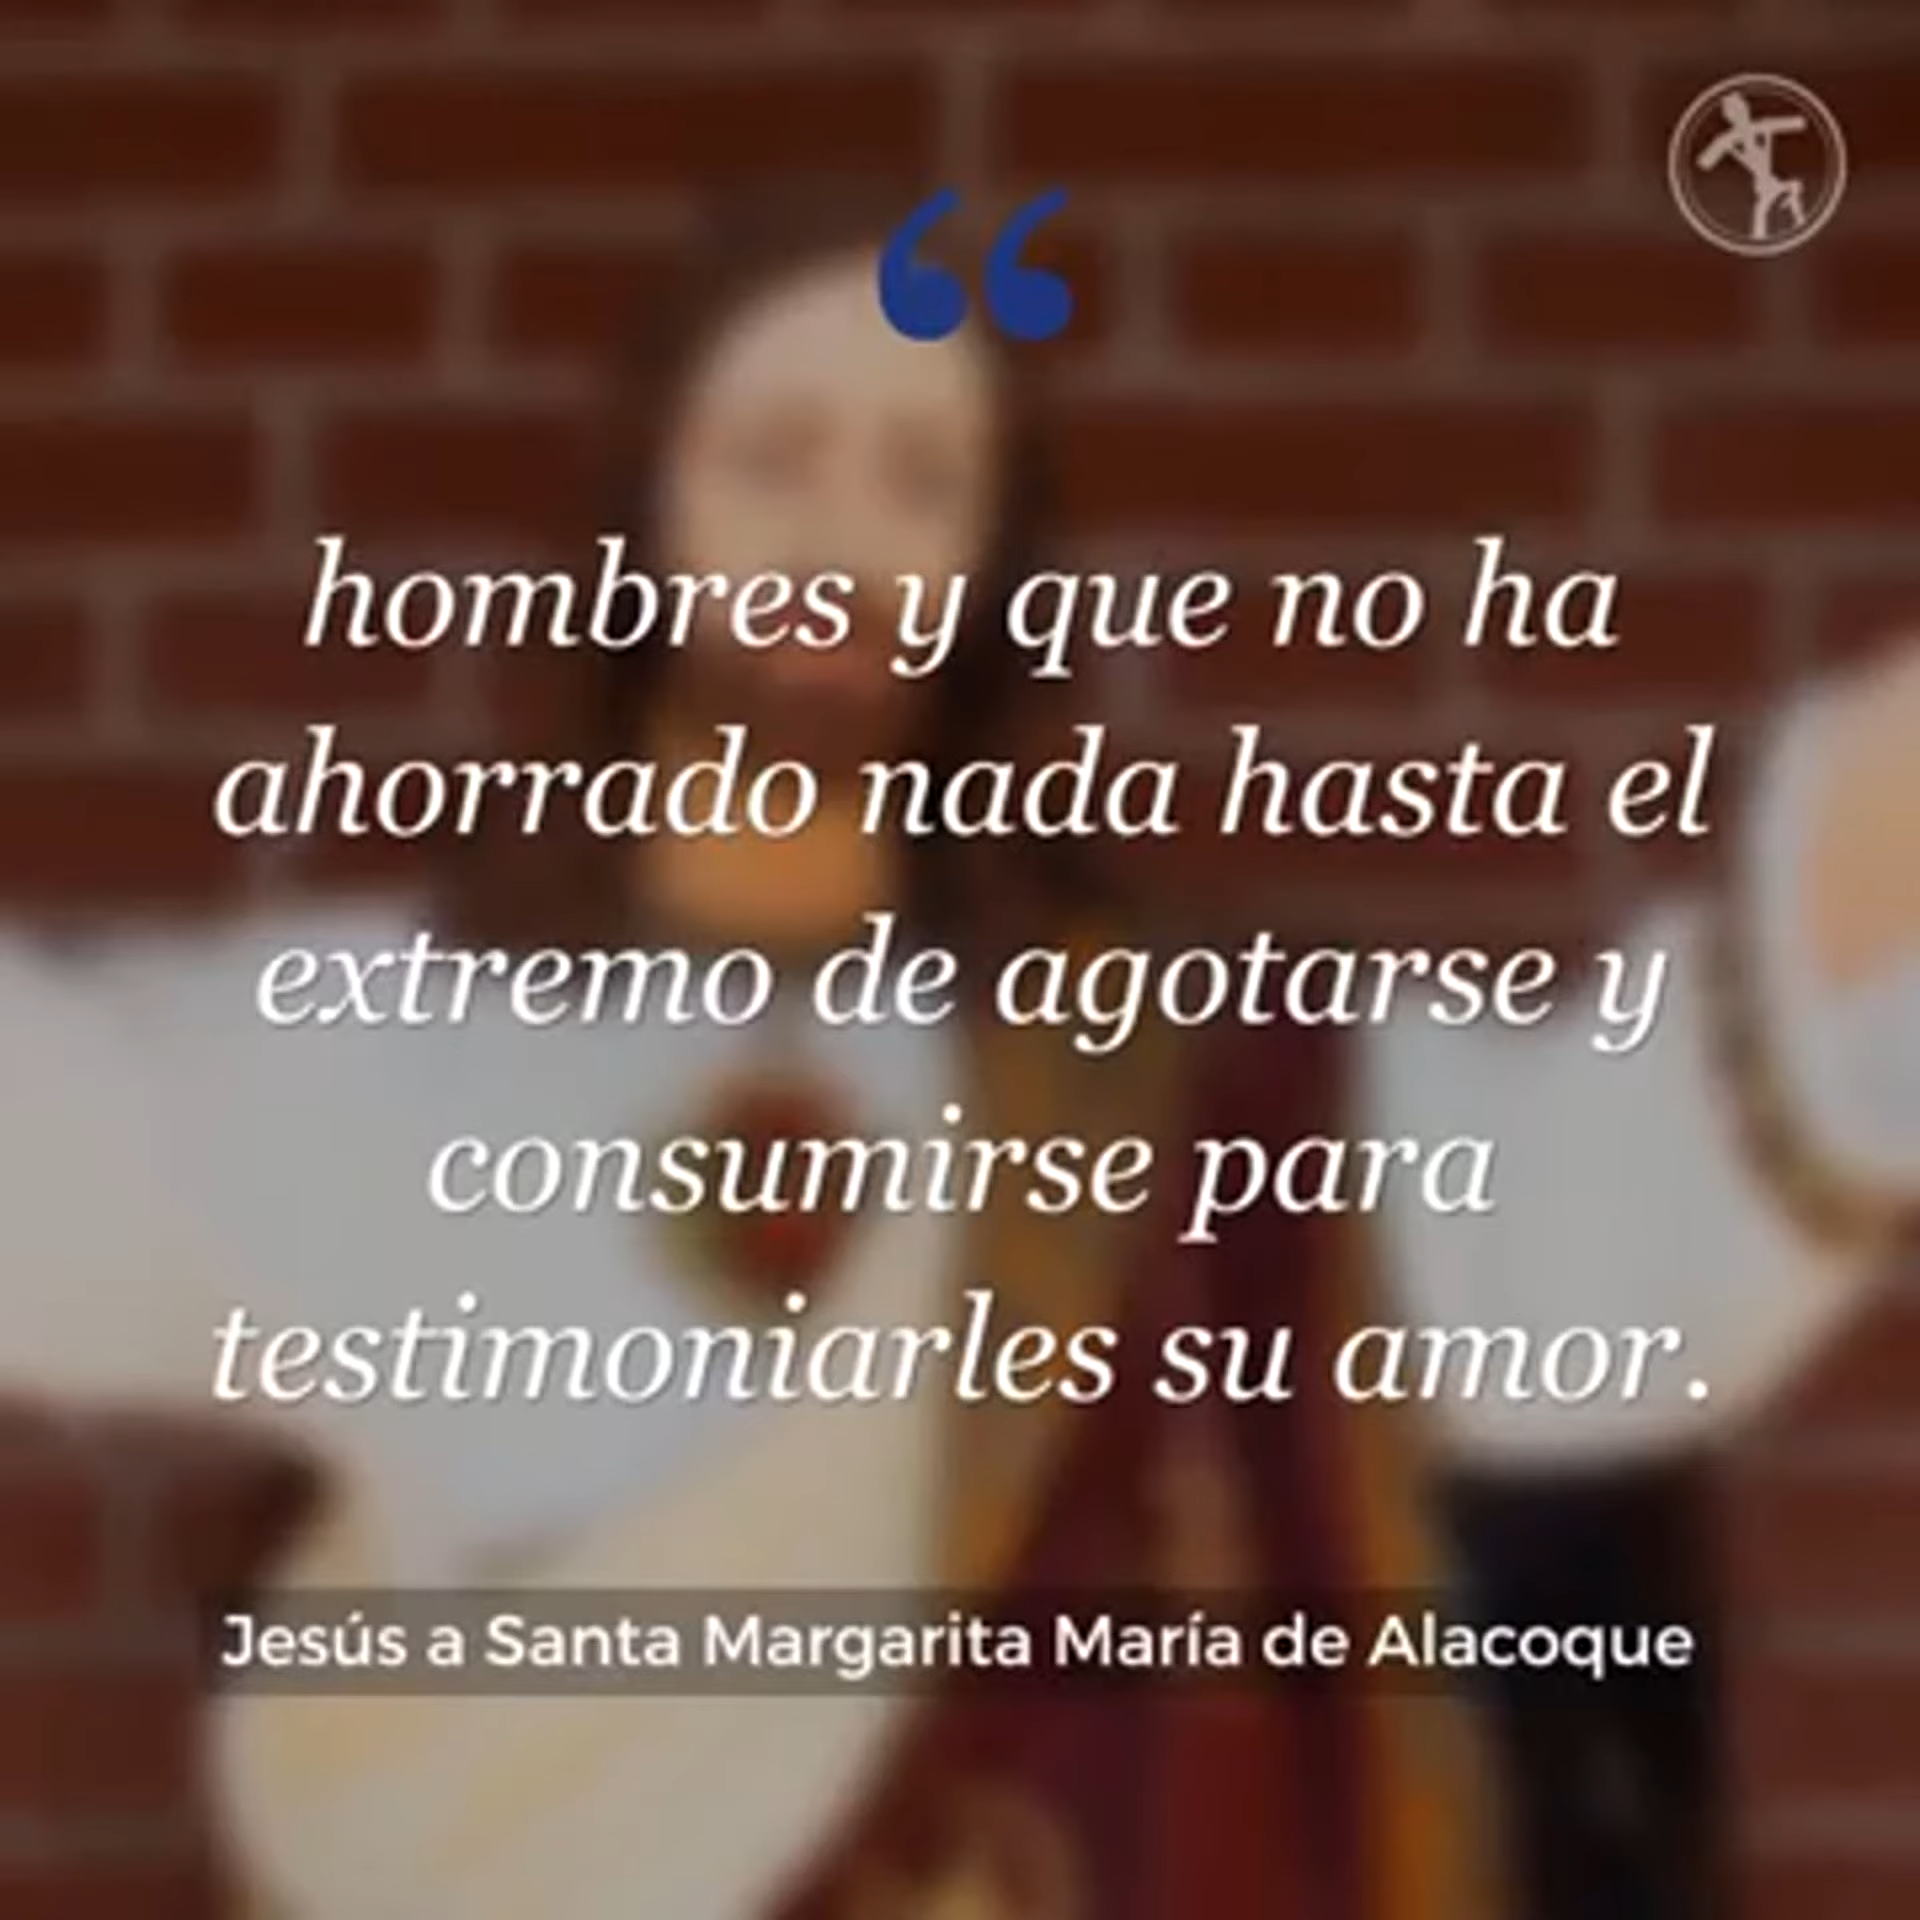 “
hombres y que no ha
ahorrado nada hasta el
extremo de agotarse y
consumirse para
testimoniarles su amor.
Jesús a Santa Margarita María de Alacoque